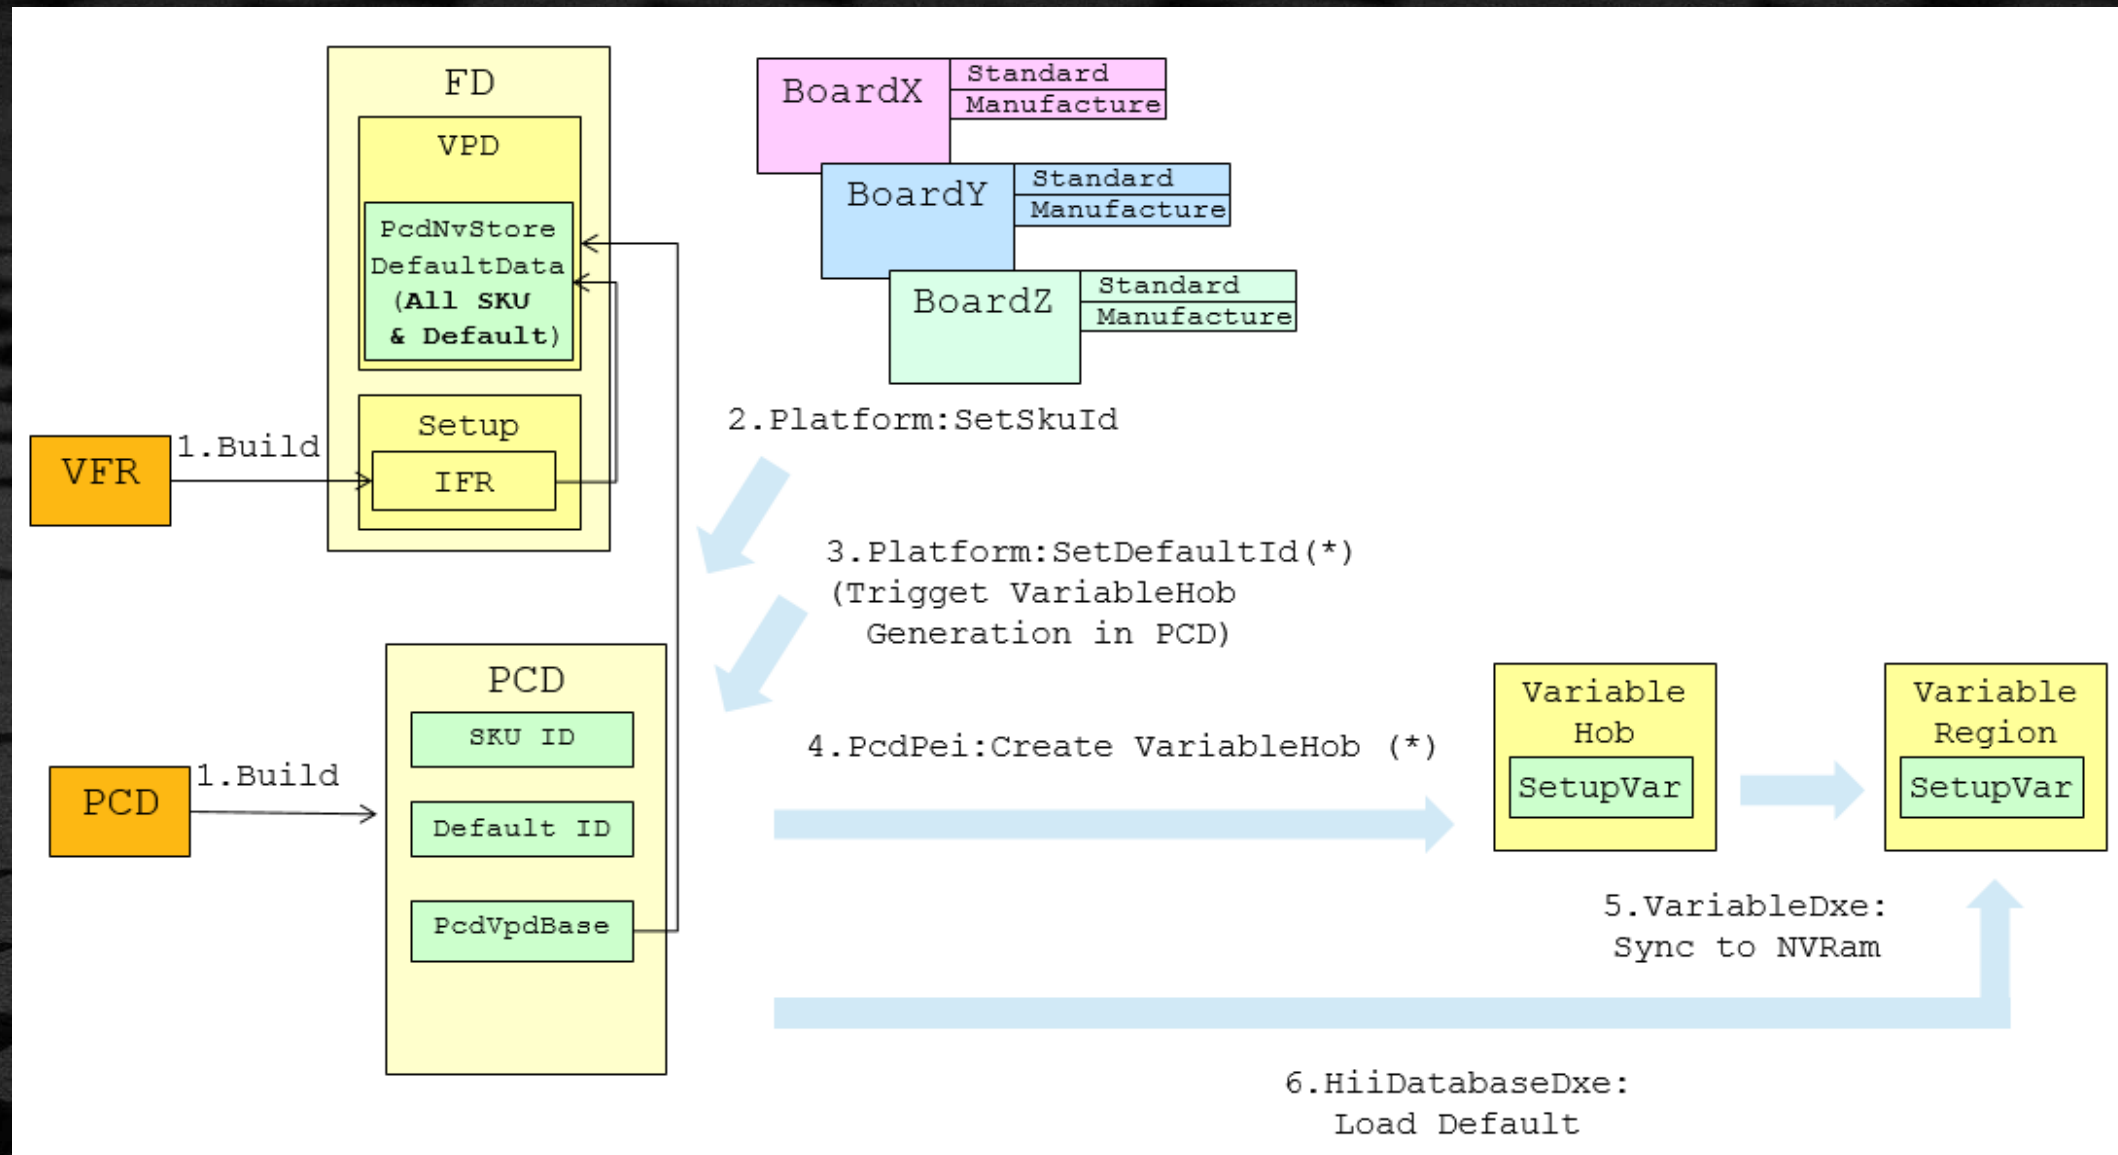 FD
VPD
PcdNvStore
DefaultData
(All SKU
& Default)
Setup
IFR
VFR
1.Build
BoardX
Standard
Manufacture
BoardY
Standard
Manufacture
BoardZ
Standard
Manufacture
2.Platform:SetSkuId
3.Platform:SetDefaultId(*)
(Trigget VariableHob
Generation in PCD)
PCD
1.Build
PCD
SKU ID
Default ID
PcdVpdBase
4.PcdPei:Create VariableHob (*)
Variable
Hob
SetupVar
Variable
Region
SetupVar
5.VariableDxe:
Sync to NVRam
6.HiiDatabaseDxe:
Load Default